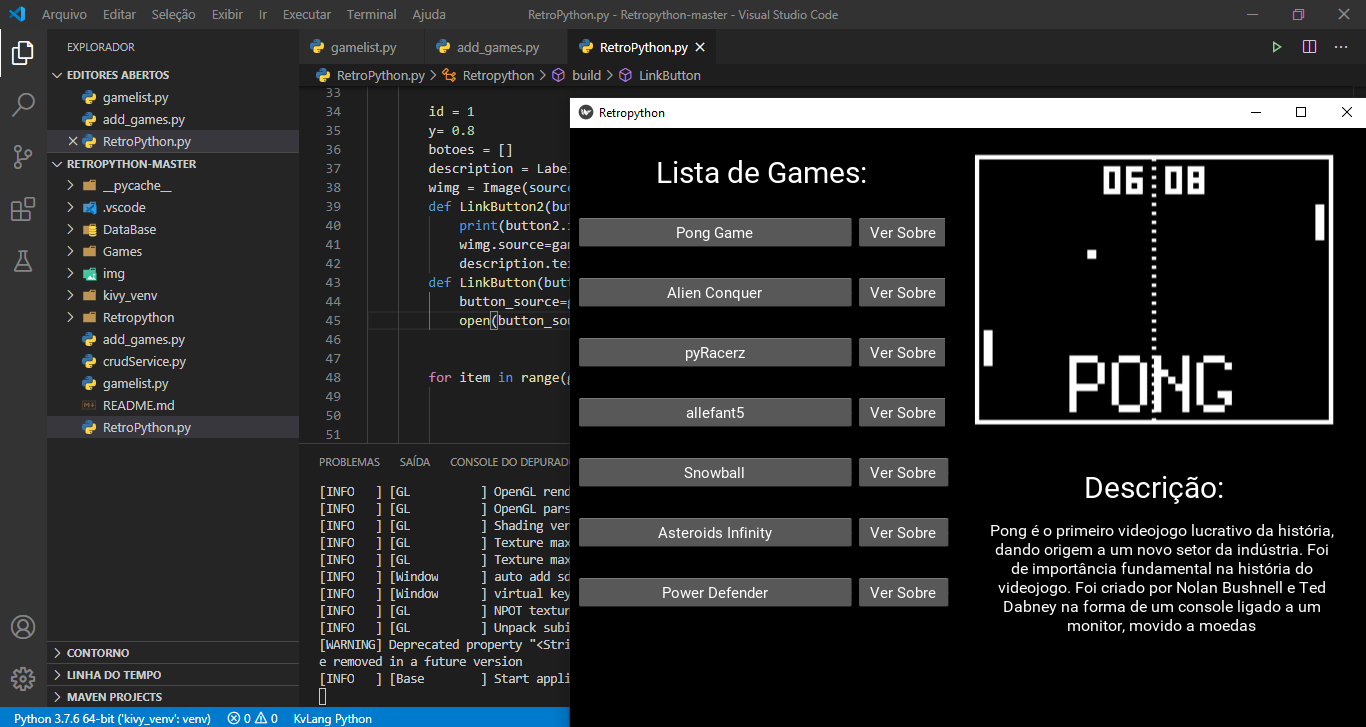 Arquivo Editar Seleção Exibir Ir Executar Terminal Ajuda RetroPython.py - Retropython-master - Visual Studio Code
EXPLORADOR
EDITORES ABERTOS
gamelist.py
add_games.py
RetroPython.py
RETROPYTHON-MASTER
__pycache__
.vscode
DataBase
Games
img
kivy_venv
Retropython
add_games.py
crudService.py
gamelist.py
README.md
RetroPython.py
CONTORNO
LINHA DO TEMPO
MAVEN PROJECTS
gamelist.py add_games.py RetroPython.py
RetroPython.py > Retropython > build > LinkButton
33
34 id = 1
35 y= 0.8
36 botoes = []
37 description = Label
38 wimg = Image(source
39 def LinkButton2(but
40 print(button2.
41 wimg.source=gam
42 description.te
43 def LinkButton(butt
44 button_source=
45 open(button_sou
46
47
48 for item in range(
49
50
51
PROBLEMAS SAÍDA CONSOLE DO DEPURAD
[INFO ] [GL ] OpenGL rend
[INFO ] [GL ] OpenGL pars
[INFO ] [GL ] Shading ver
[INFO ] [GL ] Texture max
[INFO ] [GL ] Texture max
[INFO ] [Window ] auto add sd
[INFO ] [Window ] virtual key
[INFO ] [GL ] NPOT textur
[INFO ] [GL ] Unpack subi
[WARNING] Deprecated property "<Stri
e removed in a future version
[INFO ] [Base ] Start appli
Retropython
Lista de Games:
Pong Game Ver Sobre
Alien Conquer Ver Sobre
pyRacerz Ver Sobre
allefant5 Ver Sobre
Snowball Ver Sobre
Asteroids Infinity Ver Sobre
Power Defender Ver Sobre
06 08
PONG
Descrição:
Pong é o primeiro videojogo lucrativo da história,
dando origem a um novo setor da indústria. Foi
de importância fundamental na história do
videojogo. Foi criado por Nolan Bushnell e Ted
Dabney na forma de um console ligado a um
monitor, movido a moedas
Python 3.7.6 64-bit ('kivy_venv': venv) 0 0 KvLang Python